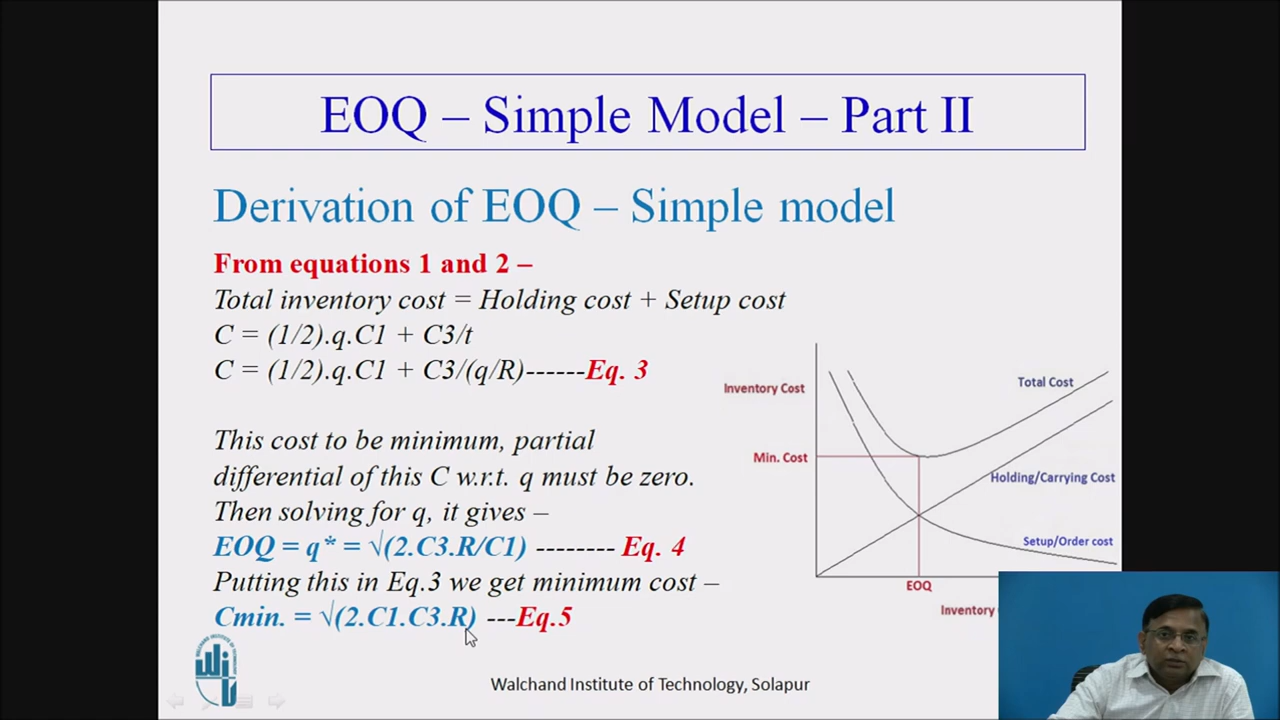 EOQ – Simple Model – Part II
Derivation of EOQ – Simple model
From equations 1 and 2 –
Total inventory cost = Holding cost + Setup cost
C = (1/2).q.C1 + C3/t
C = (1/2).q.C1 + C3/(q/R)------Eq. 3
This cost to be minimum, partial
differential of this C w.r.t. q must be zero.
Then solving for q, it gives –
EOQ = q* = √(2.C3.R/C1) -------- Eq. 4
Putting this in Eq.3 we get minimum cost –
Cmin. = √(2.C1.C3.R) ---Eq.5
Inventory Cost
Total Cost
Min. Cost
Holding/Carrying Cost
Setup/Order cost
EOQ
Inventory
Walchand Institute of Technology, Solapur